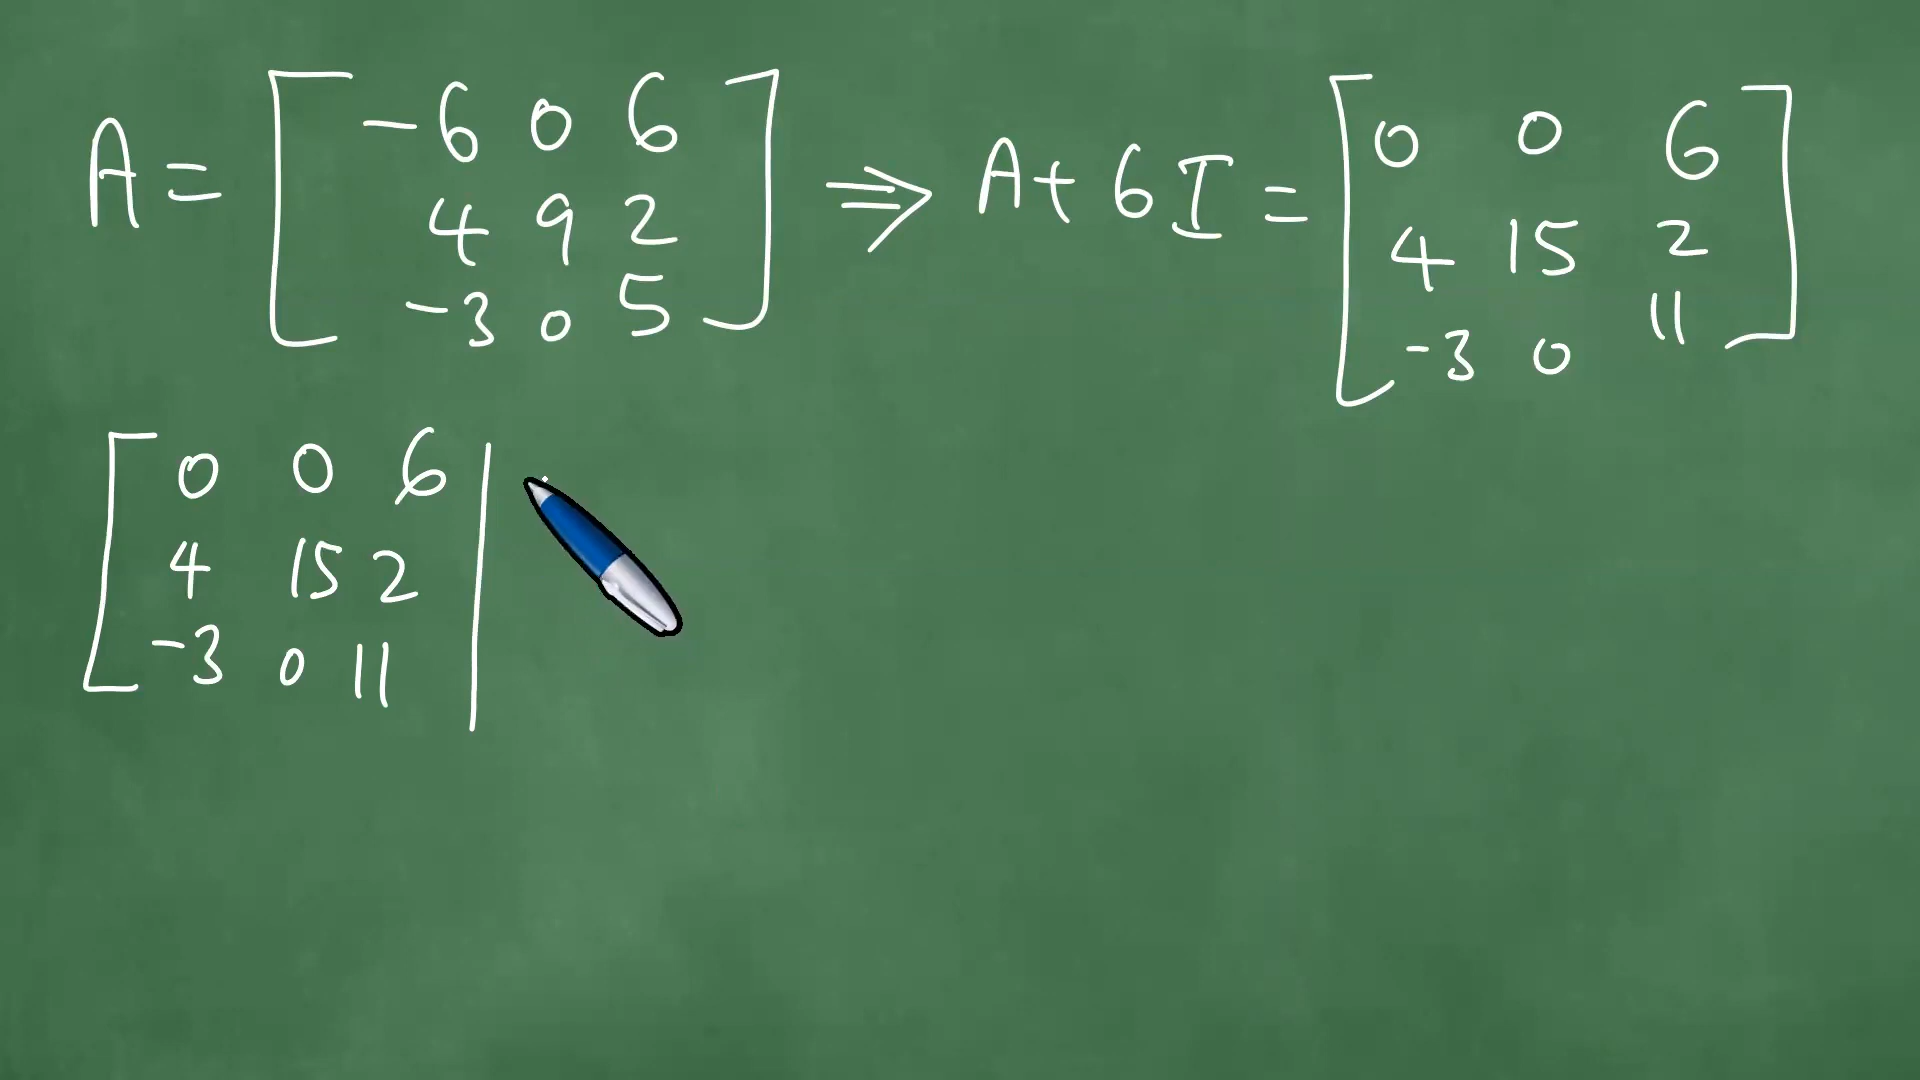 A = [ -6 0 6 ] ⇒ A + 6I = [ 0 0 6 ]
4 9 2 4 15 2
-3 0 5 -3 0 11
[ 0 0 6 |
4 15 2
-3 0 11